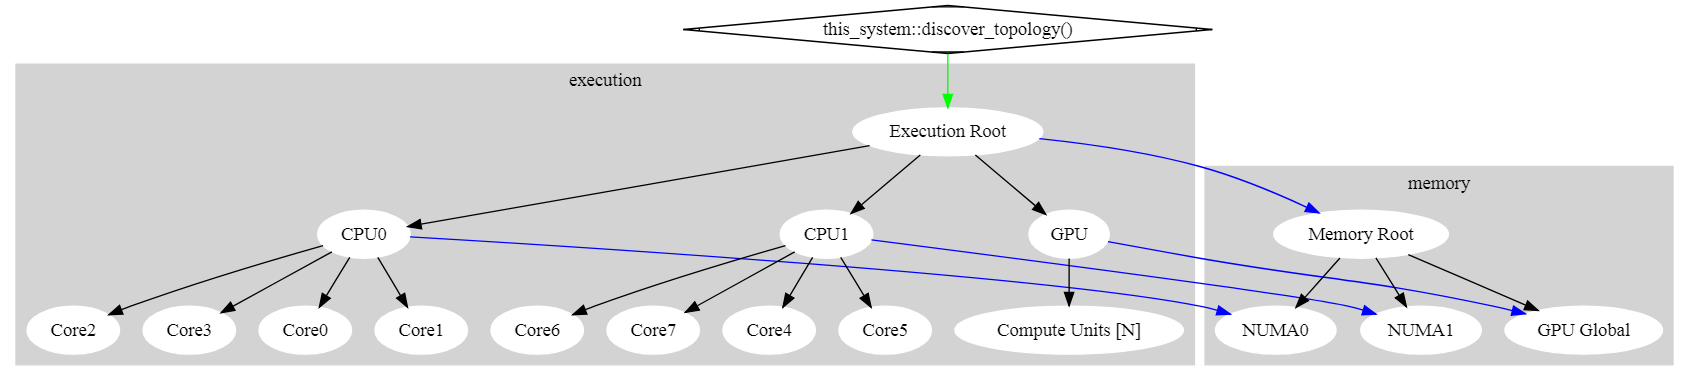 this_system::discover_topology()
execution
Execution Root
memory
CPU0
CPU1
GPU
Memory Root
Core2
Core3
Core0
Core1
Core6
Core7
Core4
Core5
Compute Units [N]
NUMA0
NUMA1
GPU Global